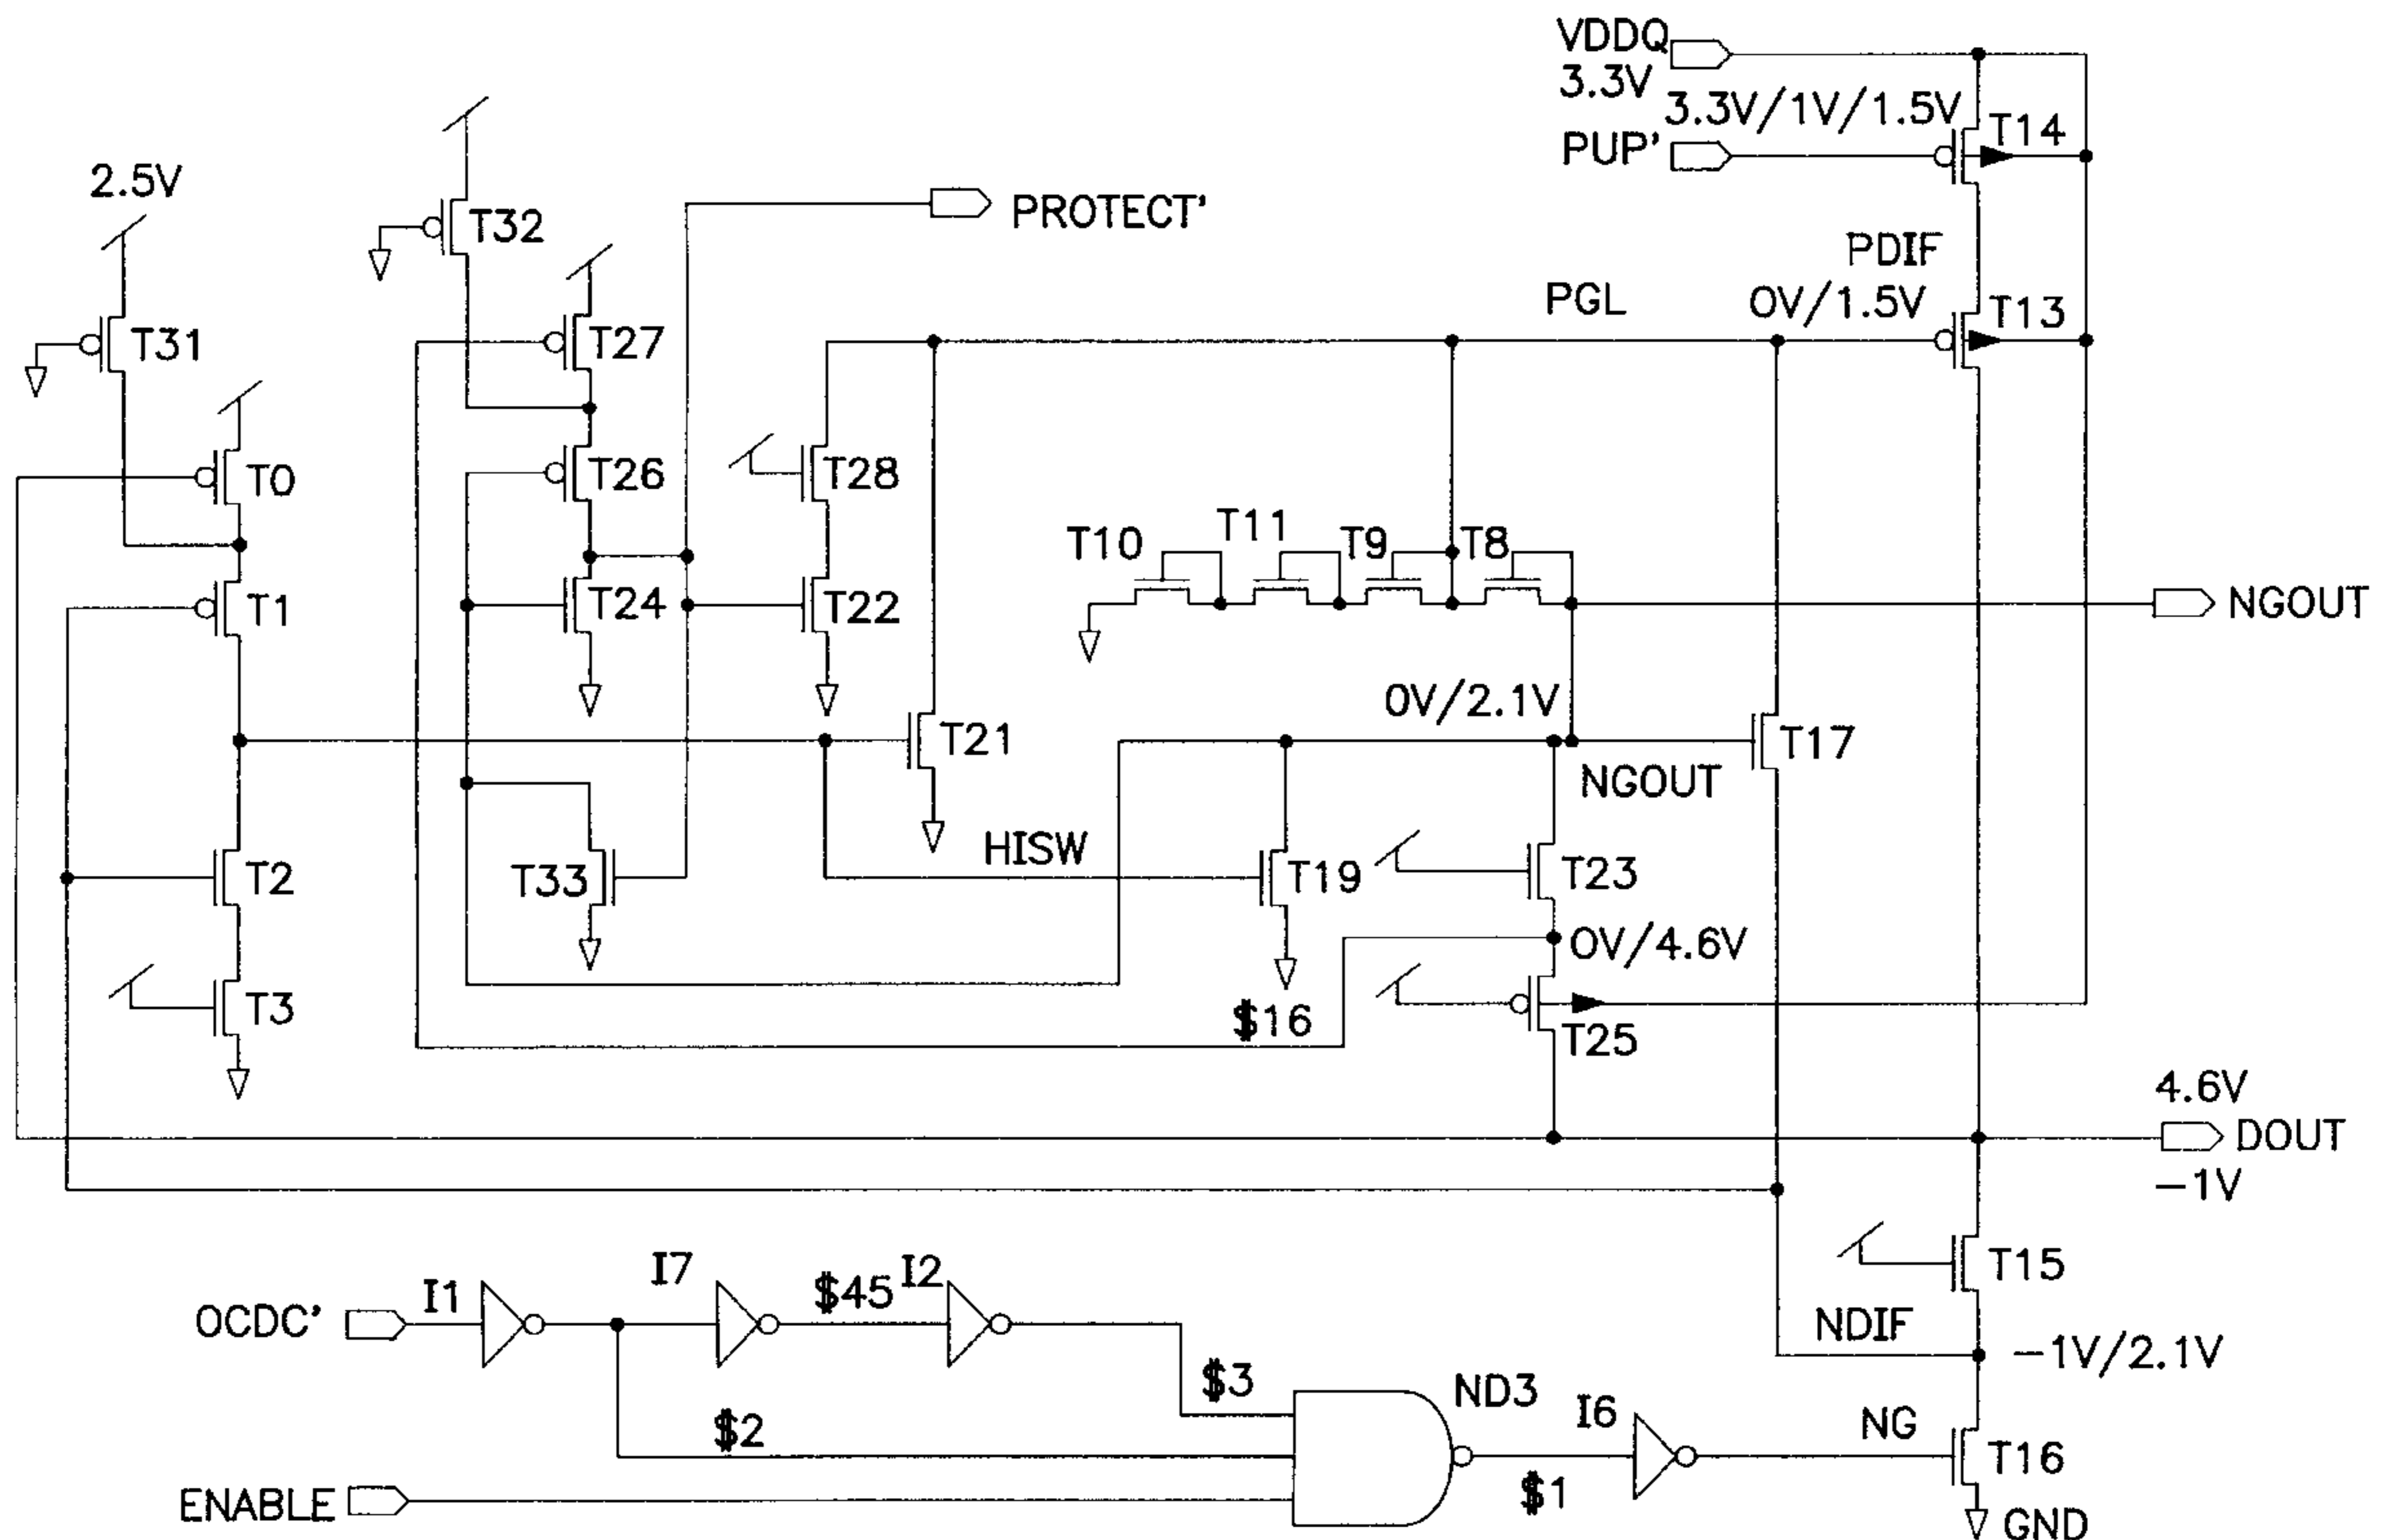 VDDQ
3.3V
3.3V/1V/1.5V
T14
PUP'
2.5V
T32
PROTECT'
PDIF
PGL
0V/1.5V
T13
T31
T27
T0
T26
T28
T10
T11
T9
T8
T1
T24
T22
NGOUT
0V/2.1V
T21
T17
NGOUT
HISW
T2
T33
T19
T23
0V/4.6V
T3
$16
T25
4.6V
DOUT
-1V
I7
I1
$45
I2
T15
OCDC'
NDIF
-1V/2.1V
$3
ND3
I6
NG
$2
T16
ENABLE
$1
GND